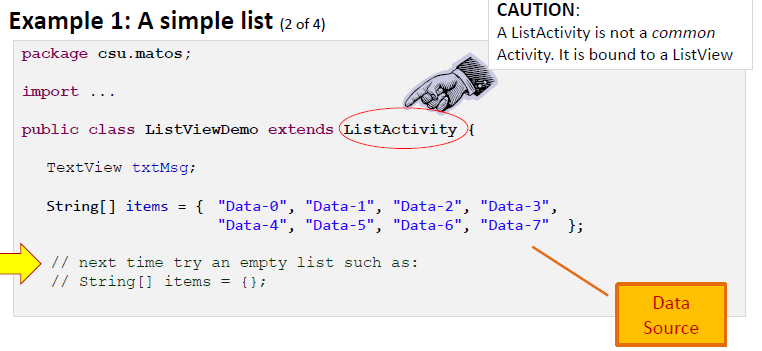 Example 1: A simple list (2 of 4)
CAUTION:
A ListActivity is not a common
Activity. It is bound to a ListView
package csu.matos;
import ...
public class ListViewDemo extends ListActivity {
TextView txtMsg;
String[] items = { "Data-0", "Data-1", "Data-2", "Data-3",
"Data-4", "Data-5", "Data-6", "Data-7" };
// next time try an empty list such as:
// String[] items = {};
Data
Source